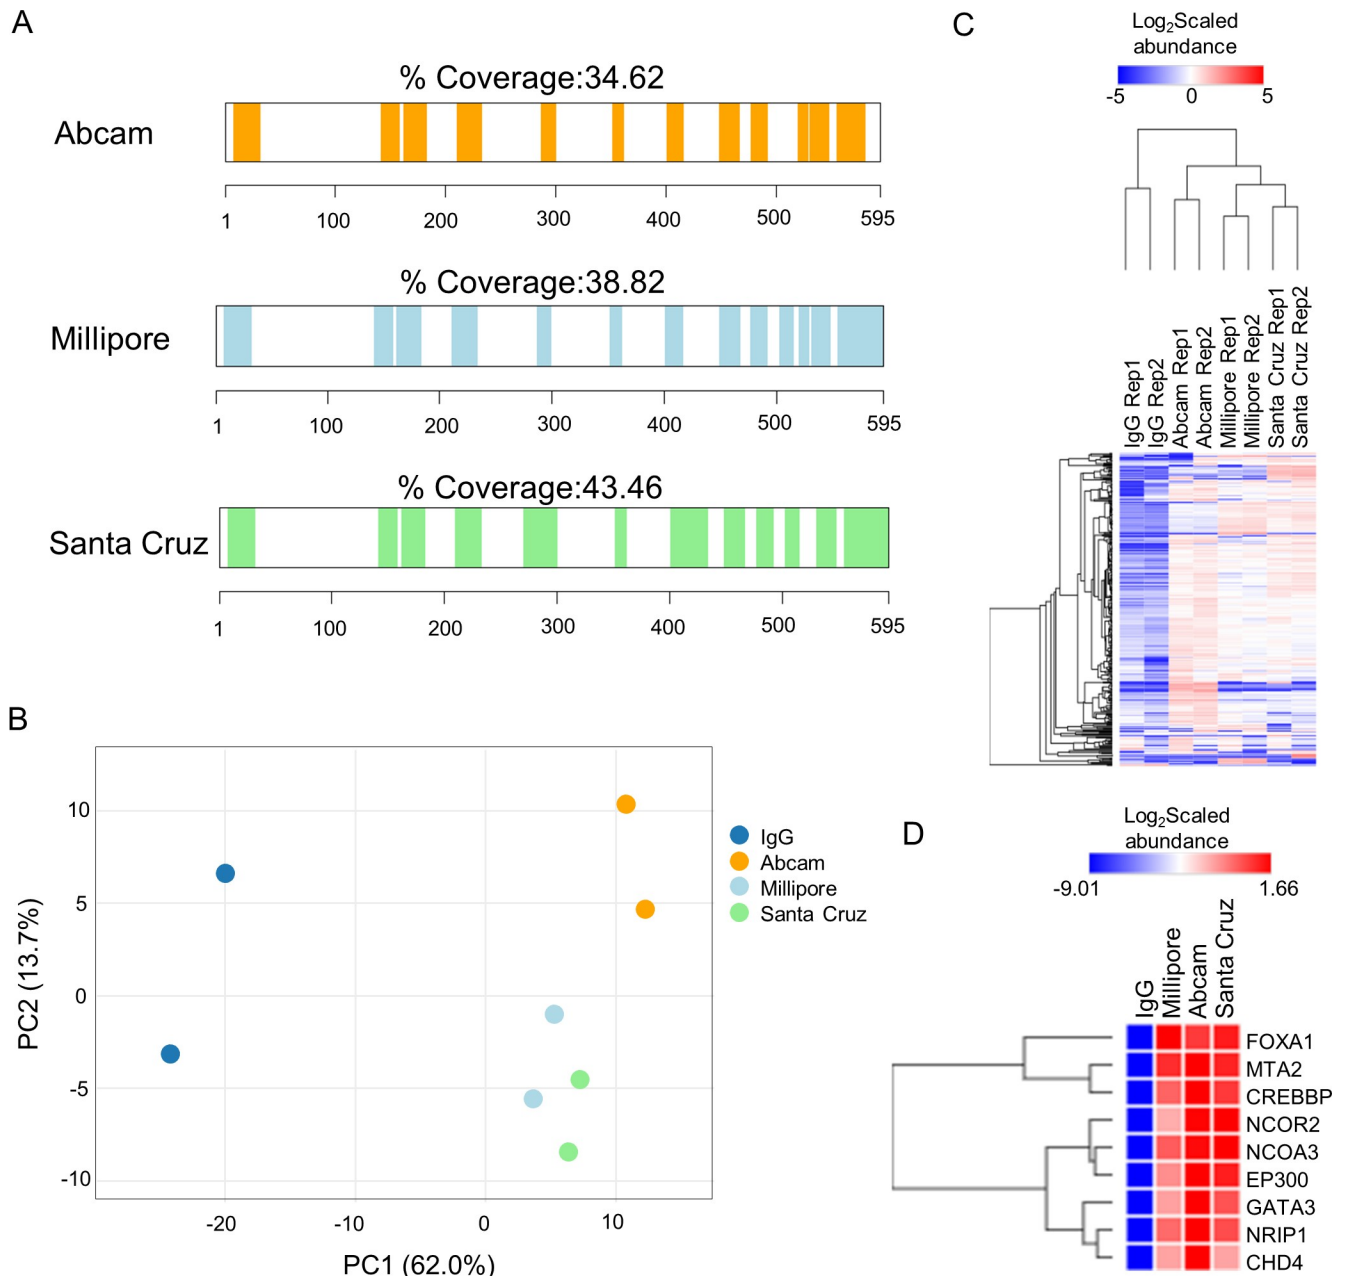 A
% Coverage:34.62
Abcam
1 100 200 300 400 500 595
% Coverage:38.82
Millipore
1 100 200 300 400 500 595
% Coverage:43.46
Santa Cruz
1 100 200 300 400 500 595
B
10
5
0
-5
-10
-20 -10 0 10
PC2 (13.7%)
PC1 (62.0%)
IgG
Abcam
Millipore
Santa Cruz
C
Log₂Scaled
abundance
-5 0 5
IgG Rep1
IgG Rep2
Abcam Rep1
Abcam Rep2
Millipore Rep1
Millipore Rep2
Santa Cruz Rep1
Santa Cruz Rep2
D
Log₂Scaled
abundance
-9.01 1.66
IgG
Millipore
Abcam
Santa Cruz
FOXA1
MTA2
CREBBP
NCOR2
NCOA3
EP300
GATA3
NRIP1
CHD4